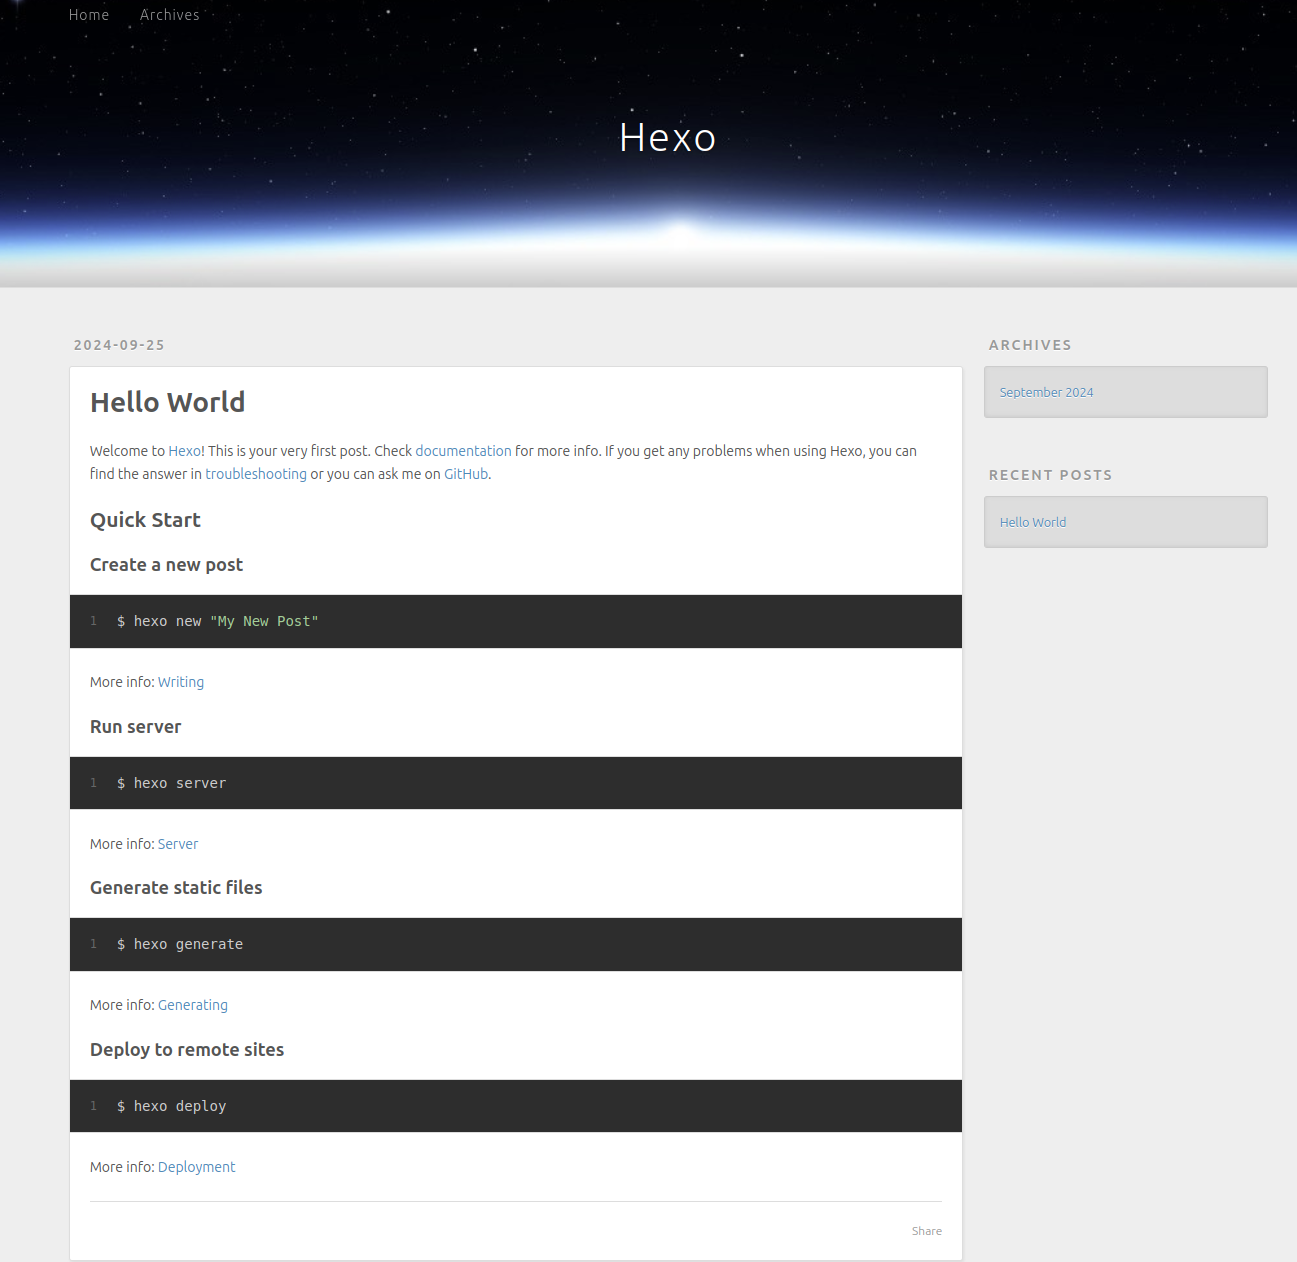 Home Archives
Hexo
2024-09-25
Hello World
Welcome to Hexo! This is your very first post. Check documentation for more info. If you get any problems when using Hexo, you can
find the answer in troubleshooting or you can ask me on GitHub.
Quick Start
Create a new post
1 $ hexo new "My New Post"
More info: Writing
Run server
1 $ hexo server
More info: Server
Generate static files
1 $ hexo generate
More info: Generating
Deploy to remote sites
1 $ hexo deploy
More info: Deployment
Share
ARCHIVES
September 2024
RECENT POSTS
Hello World